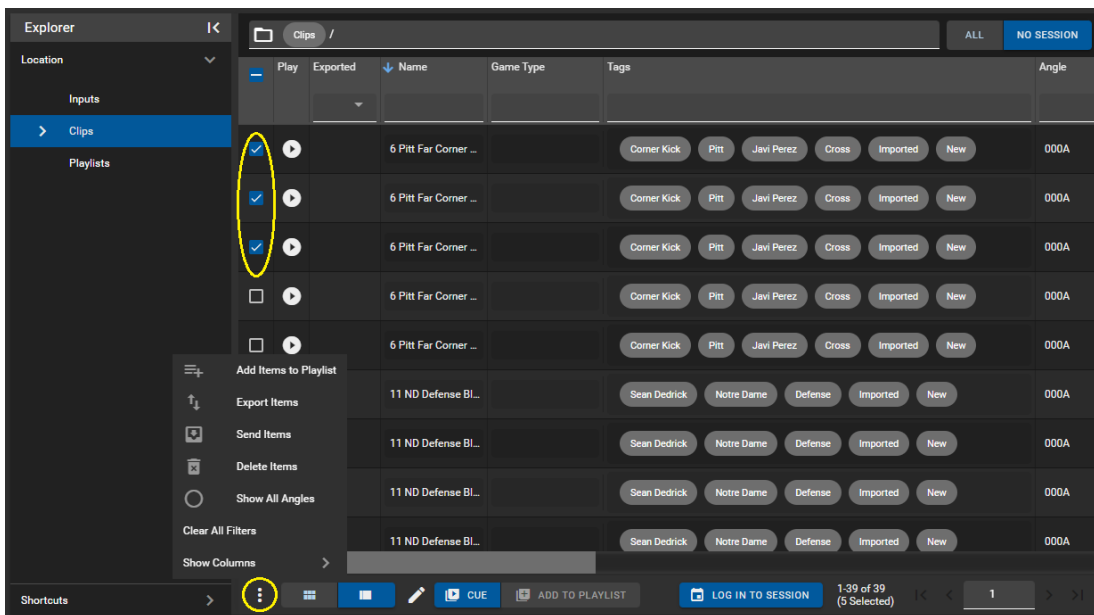 Explorer
Clips /
ALL
NO SESSION
Location
Play Exported Name Game Type Tags Angle
Inputs
Clips
Playlists
6 Pitt Far Corner ... Corner Kick Pitt Javi Perez Cross Imported New 000A
6 Pitt Far Corner ... Corner Kick Pitt Javi Perez Cross Imported New 000A
6 Pitt Far Corner ... Corner Kick Pitt Javi Perez Cross Imported New 000A
6 Pitt Far Corner ... Corner Kick Pitt Javi Perez Cross Imported New 000A
6 Pitt Far Corner ... Corner Kick Pitt Javi Perez Cross Imported New 000A
11 ND Defense Bl... Sean Dedrick Notre Dame Defense Imported New 000A
11 ND Defense Bl... Sean Dedrick Notre Dame Defense Imported New 000A
11 ND Defense Bl... Sean Dedrick Notre Dame Defense Imported New 000A
11 ND Defense Bl... Sean Dedrick Notre Dame Defense Imported New 000A
Add Items to Playlist
Export Items
Send Items
Delete Items
Show All Angles
Clear All Filters
Show Columns
Shortcuts
CUE
ADD TO PLAYLIST
LOG IN TO SESSION
1-39 of 39
(5 Selected)
1